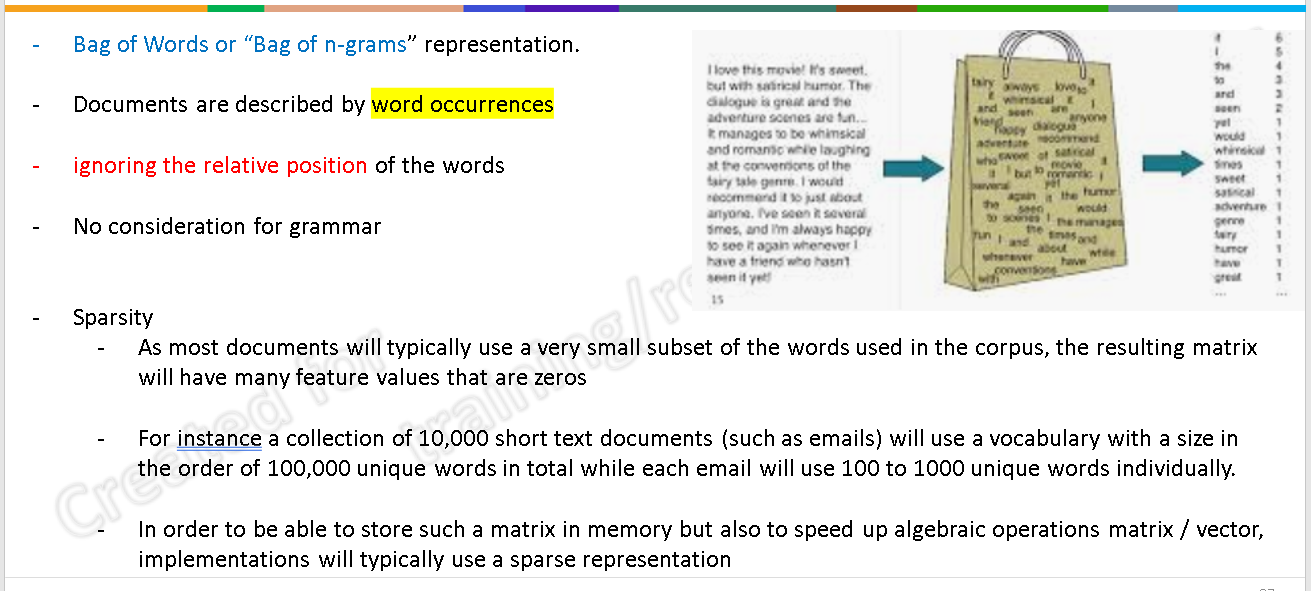 - Bag of Words or “Bag of n-grams” representation.
- Documents are described by word occurrences
- ignoring the relative position of the words
- No consideration for grammar
I love this movie! It's sweet,
but with satirical humor. The
dialogue is great and the
adventure scenes are fun...
It manages to be whimsical
and romantic while laughing
at the conventions of the
fairy tale genre. I would
recommend it to just about
anyone. I've seen it several
times, and I'm always happy
to see it again whenever I
have a friend who hasn't
seen it yet!
15
fairy always love to it
it whimsical it I
and seen are
friend anyone
happy dialogue
adventure recommend
who sweet of satirical
it movie it
I but to romantic I
several yet
again it the humor
the seen would
to scenes I the manages
fun the times and
I and about while
whenever have
with conventions
it 6
I 5
the 4
to 3
and 3
seen 2
yet 1
would 1
whimsical 1
times 1
sweet 1
satirical 1
adventure 1
genre 1
fairy 1
humor 1
have 1
great 1
... ...
- Sparsity
- As most documents will typically use a very small subset of the words used in the corpus, the resulting matrix
will have many feature values that are zeros
- For instance a collection of 10,000 short text documents (such as emails) will use a vocabulary with a size in
the order of 100,000 unique words in total while each email will use 100 to 1000 unique words individually.
- In order to be able to store such a matrix in memory but also to speed up algebraic operations matrix / vector,
implementations will typically use a sparse representation
Created for
training/re